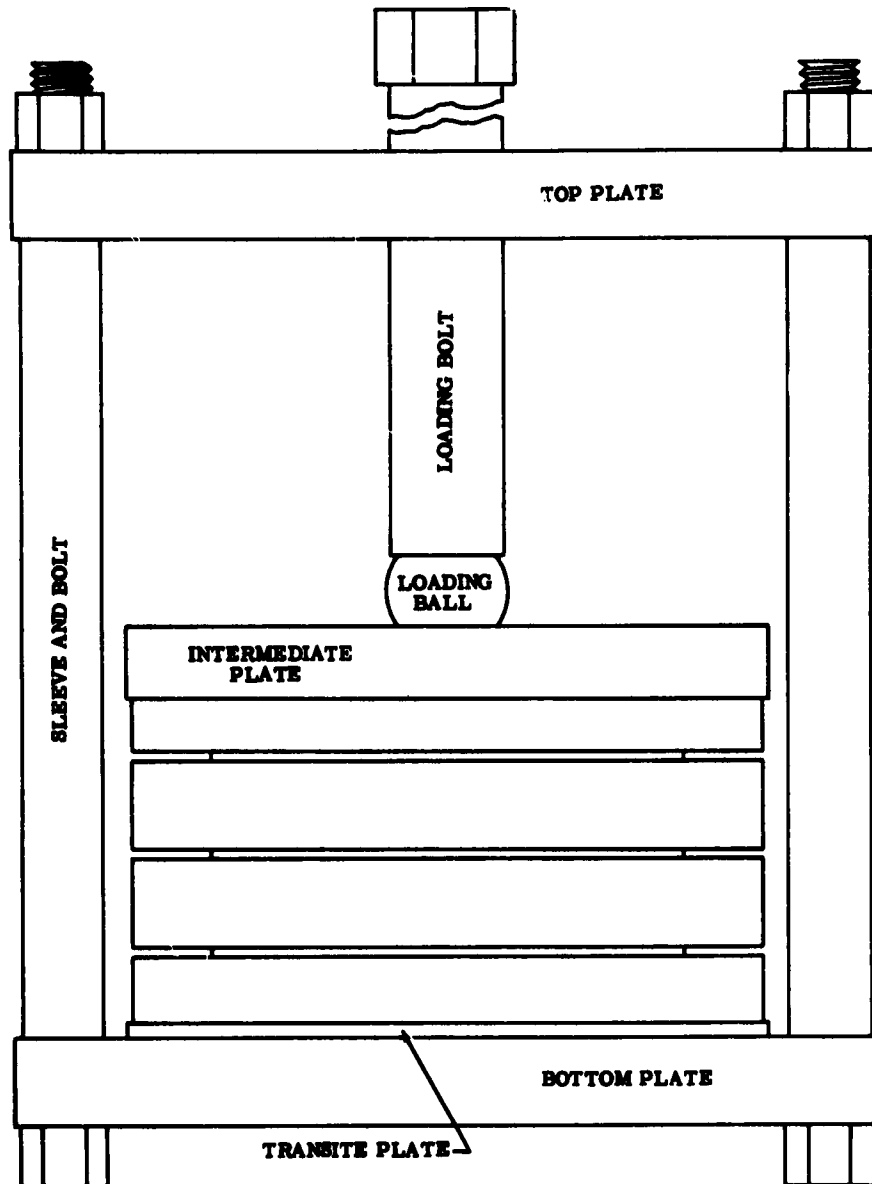 TOP PLATE
LOADING BOLT
LOADING
BALL
SLEEVE AND BOLT
INTERMEDIATE
PLATE
BOTTOM PLATE
TRANSITE PLATE